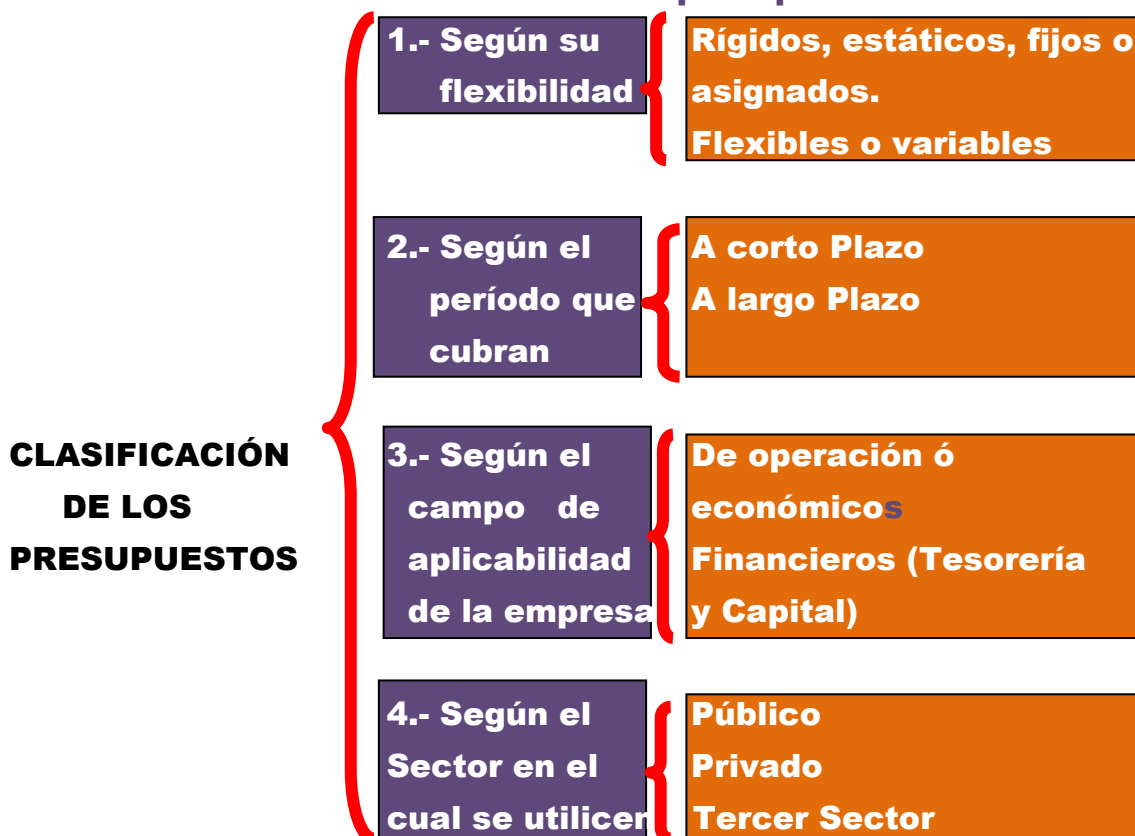 CLASIFICACIÓN
DE LOS
PRESUPUESTOS
1.- Según su
flexibilidad
Rígidos, estáticos, fijos o
asignados.
Flexibles o variables
2.- Según el
período que
cubran
A corto Plazo
A largo Plazo
3.- Según el
campo de
aplicabilidad
de la empresa
De operación ó
económicos
Financieros (Tesorería
y Capital)
4.- Según el
Sector en el
cual se utilicen
Público
Privado
Tercer Sector